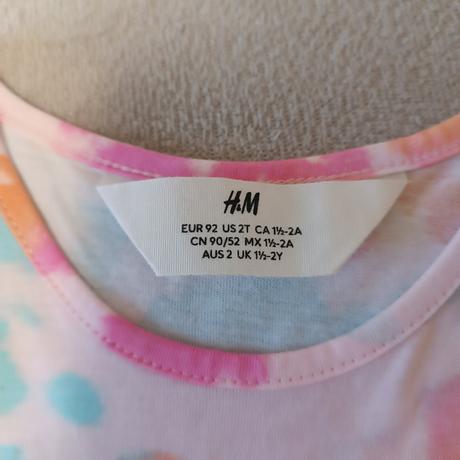 H&M
EUR 92 US 2T CA 1½-2A
CN 90/52 MX 1½-2A
AUS 2 UK 1½-2Y